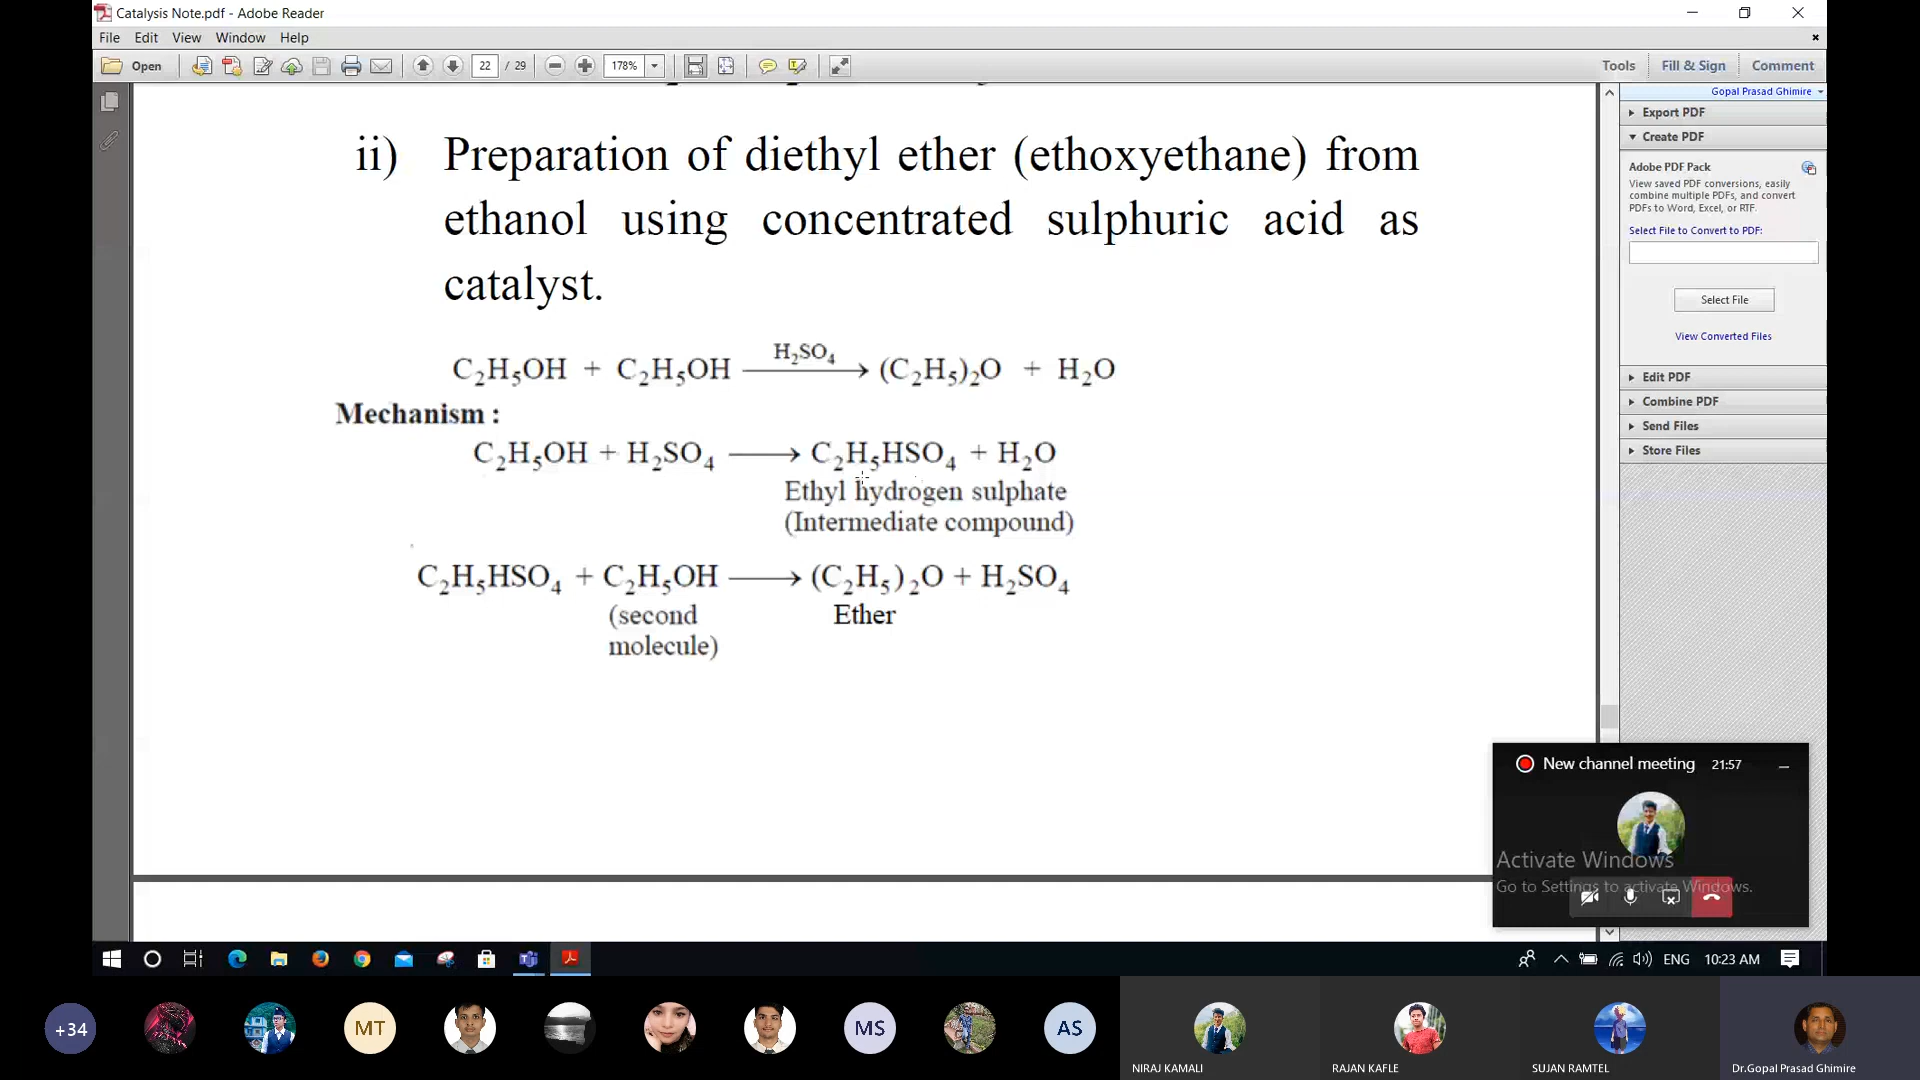 Catalysis Note.pdf - Adobe Reader
File Edit View Window Help
Open 22 / 29 178% Tools Fill & Sign Comment
Gopal Prasad Ghimire
Export PDF
Create PDF
Adobe PDF Pack
View saved PDF conversions, easily
combine multiple PDFs, and convert
PDFs to Word, Excel, or RTF.
Select File to Convert to PDF:
Select File
View Converted Files
Edit PDF
Combine PDF
Send Files
Store Files
ii) Preparation of diethyl ether (ethoxyethane) from
ethanol using concentrated sulphuric acid as
catalyst.
H₂SO₄
C₂H₅OH + C₂H₅OH ⟶ (C₂H₅)₂O + H₂O
Mechanism :
C₂H₅OH + H₂SO₄ ⟶ C₂H₅HSO₄ + H₂O
Ethyl hydrogen sulphate
(Intermediate compound)
C₂H₅HSO₄ + C₂H₅OH ⟶ (C₂H₅)₂O + H₂SO₄
(second Ether
molecule)
New channel meeting 21:57
Activate Windows
Go to Settings to activate Windows.
ENG 10:23 AM
+34 MT MS AS
NIRAJ KAMALI RAJAN KAFLE SUJAN RAMTEL Dr.Gopal Prasad Ghimire